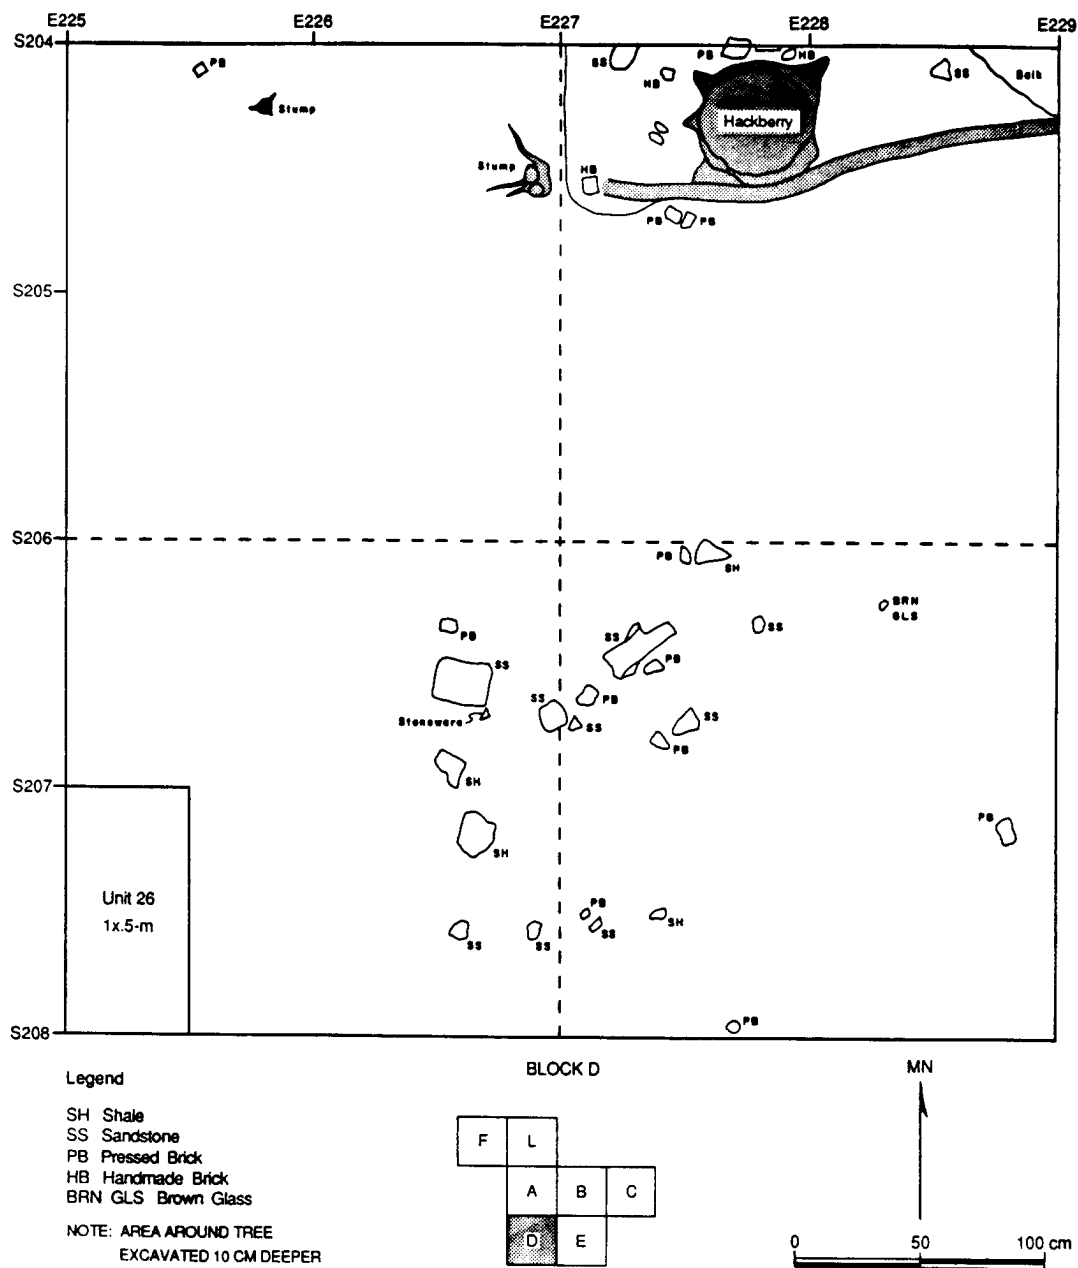 E225 E226 E227 E228 E229
S204
PB
Stump
SS
PB
HB
HB
SS
Balk
Hackberry
Stump
HB
PB PB
S205
S206
PB
SH
BRN
GLS
PB
SS
SS
SS
PB
SS
PB
Stoneware
SS
SS
PB
SH
S207
PB
SH
Unit 26
1x.5-m
PB
SS
SH
SS
SS
PB
S208
BLOCK D
MN
Legend
SH Shale
SS Sandstone
PB Pressed Brick
HB Handmade Brick
BRN GLS Brown Glass
NOTE: AREA AROUND TREE
EXCAVATED 10 CM DEEPER
F L
A B C
D E
0 50 100 cm